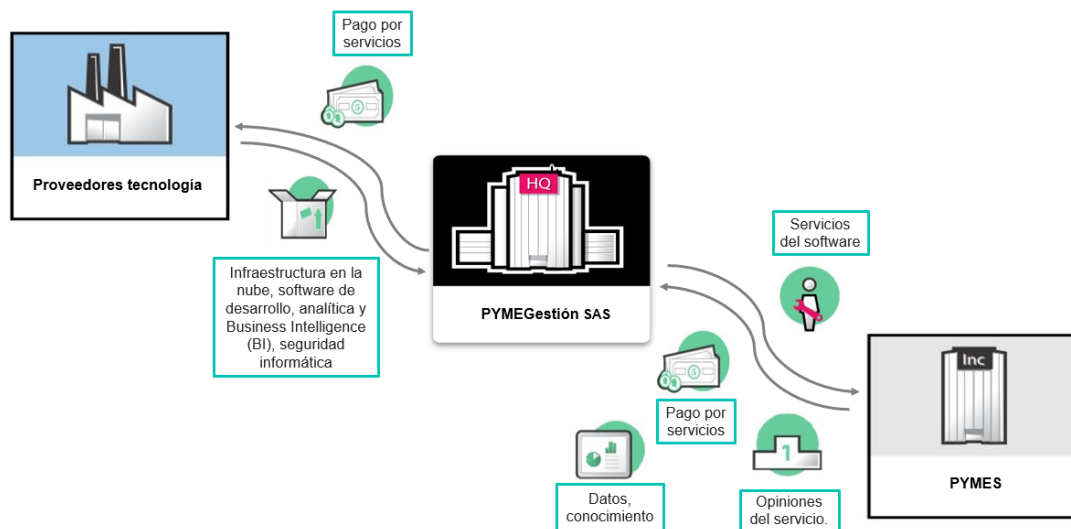 Pago por
servicios
Proveedores tecnología
HQ
Infraestructura en la
nube, software de
desarrollo, analítica y
Business Intelligence
(BI), seguridad
informática
PYMEGestión SAS
Servicios
del software
Pago por
servicios
Inc
PYMES
1
Datos,
conocimiento
Opiniones
del servicio.